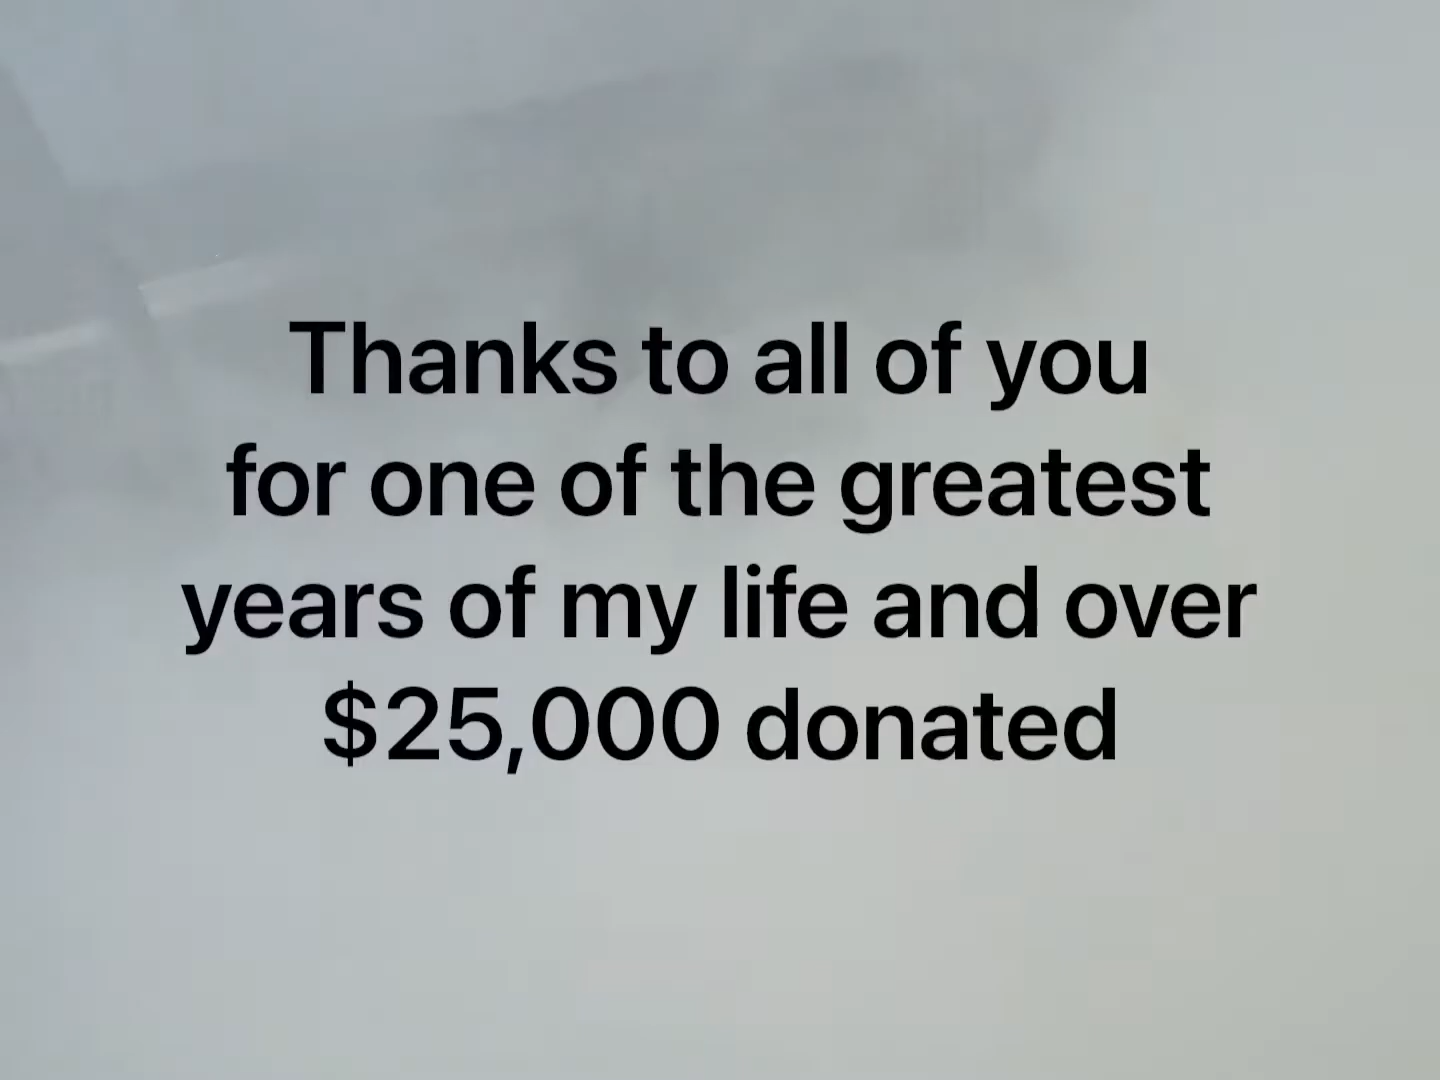 Thanks to all of you
for one of the greatest
years of my life and over
$25,000 donated